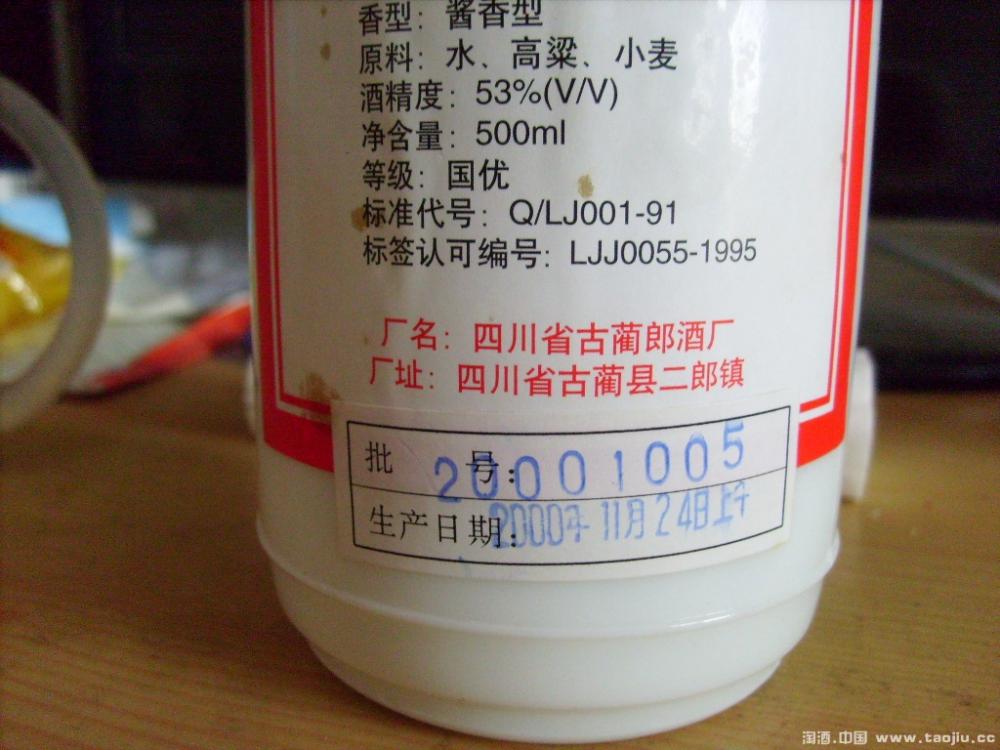 香型：酱香型
原料：水、高粱、小麦
酒精度：53%(V/V)
净含量：500ml
等级：国优
标准代号：Q/LJ001-91
标签认可编号：LJJ0055-1995
厂名：四川省古蔺郎酒厂
厂址：四川省古蔺县二郎镇
批 号：20001005
生产日期：2000年11月24日上午
淘酒.中国 www.taojiu.cc